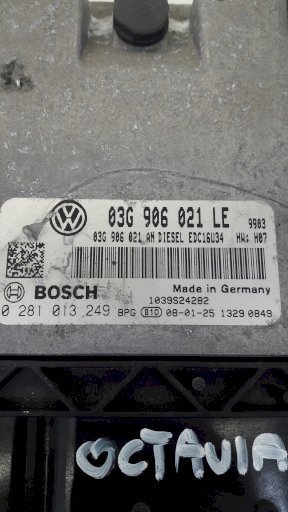 03G 906 021 LE 9903
03G 906 021 AN DIESEL EDC16U34 HW: H07
BOSCH Made in Germany
1039S24282
0 281 013 249 BPG 810 08-01-25 1329 0849
OCTAVIA